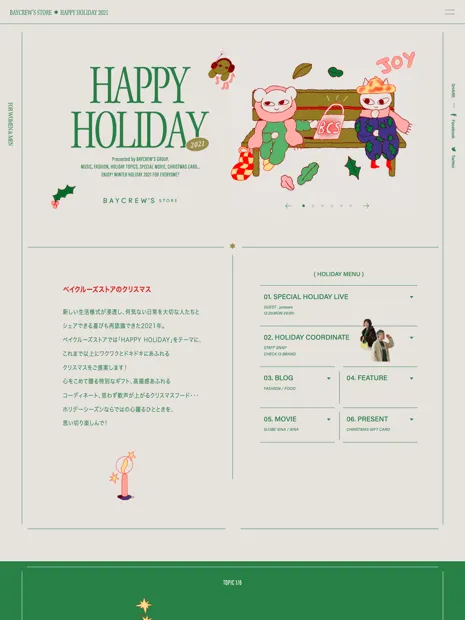 BAYCREW'S STORE ✷ HAPPY HOLIDAY 2021
FOR WOMEN & MEN
HAPPY
HOLIDAY
2021
Presented by BAYCREW'S GROUP.
MUSIC, FASHION, HOLIDAY TOPICS, SPECIAL MOVIE, CHRISTMAS CARD...
ENJOY WINTER HOLIDAY 2021 FOR EVERYONE!
BAYCREW'S STORE
JOY
BCS
SHARE
Facebook
Twitter
ベイクルーズストアのクリスマス
新しい生活様式が浸透し、何気ない日常を大切な人たちと
シェアできる喜びも再認識できた2021年。
ベイクルーズストアでは「HAPPY HOLIDAY」をテーマに、
これまで以上にワクワクとドキドキにあふれる
クリスマスをご提案します!
心をこめて贈る特別なギフト、高揚感あふれる
コーディネート、思わず歓声が上がるクリスマスフード・・・
ホリデーシーズンならではの心躍るひとときを、
思い切り楽しんで!
( HOLIDAY MENU )
01. SPECIAL HOLIDAY LIVE
02. HOLIDAY COORDINATE
STAFF SNAP
CHECK 15 BRAND
03. BLOG
FASHION / FOOD
04. FEATURE
05. MOVIE
06. PRESENT
CHRISTMAS GIFT CARD
TOPIC 1/6